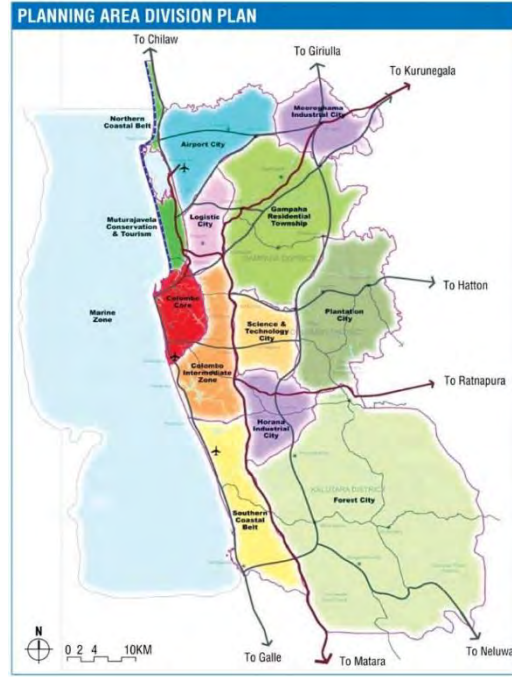 PLANNING AREA DIVISION PLAN
To Chilaw
To Giriulla
To Kurunegala
Northern
Coastal Belt
Meereghama
Industrial City
Airport City
Logistic
City
Gampaha
Residential
Township
Muturajavela
Conservation
& Tourism
To Hatton
Marine
Zone
Colombo
Core
Science &
Technology
City
Plantation
City
Colombo
Intermediate
Zone
To Ratnapura
Horana
Industrial
City
KALUTARA DISTRICT
Forest City
Southern
Coastal
Belt
N
0 2 4 10KM
To Galle
To Matara
To Neluwa